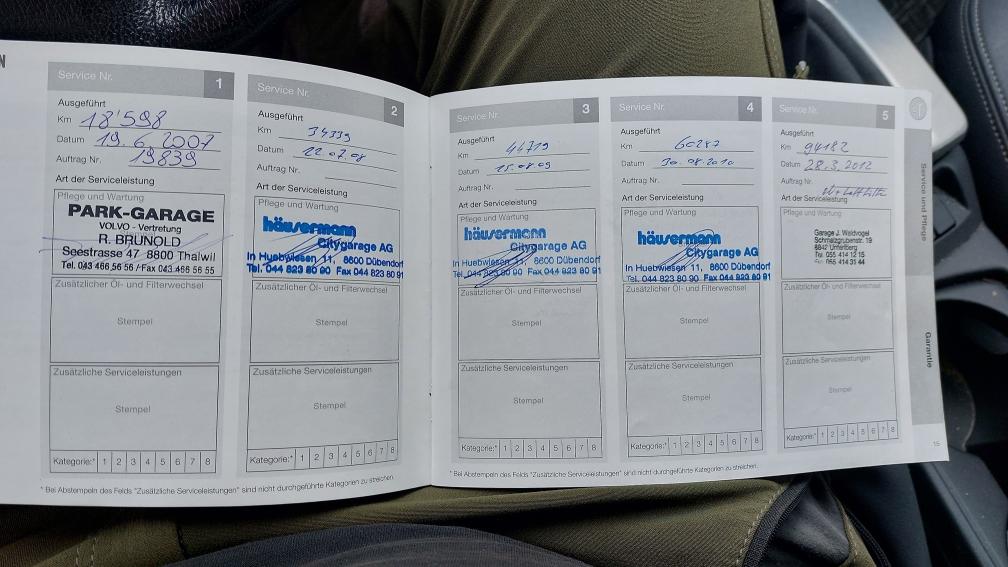 N
Service Nr. 1
Ausgeführt
Km 18'598
Datum 19.6.2007
Auftrag Nr. 19839
Art der Serviceleistung
Pflege und Wartung
PARK-GARAGE
VOLVO - Vertretung
R. BRUNOLD
Seestrasse 47 8800 Thalwil
Tel. 043 466 56 56 / Fax 043 466 56 55
Zusätzlicher Öl- und Filterwechsel
Stempel
Zusätzliche Serviceleistungen
Stempel
Kategorie:* 1 2 3 4 5 6 7 8
Service Nr. 2
Ausgeführt
Km 34339
Datum 22.07.08
Auftrag Nr.
Art der Serviceleistung
Pflege und Wartung
häusermann
Citygarage AG
In Huebwiesen 11, 8600 Dübendorf
Tel. 044 823 80 90 Fax 044 823 80 91
Zusätzlicher Öl- und Filterwechsel
Stempel
Zusätzliche Serviceleistungen
Stempel
Kategorie:* 1 2 3 4 5 6 7 8
* Bei Abstempeln des Felds "Zusätzliche Serviceleistungen" sind nicht durchgeführte Kategorien zu streichen.
Service Nr. 3
Ausgeführt
Km 44719
Datum 15.08.09
Auftrag Nr.
Art der Serviceleistung
Pflege und Wartung
häusermann
Citygarage AG
In Huebwiesen 11, 8600 Dübendorf
Tel. 044 823 80 90 Fax 044 823 80 91
Zusätzlicher Öl- und Filterwechsel
Stempel
Zusätzliche Serviceleistungen
Stempel
Kategorie:* 1 2 3 4 5 6 7 8
Service Nr. 4
Ausgeführt
Km 60287
Datum 30.08.2010
Auftrag Nr.
Art der Serviceleistung
Pflege und Wartung
häusermann
Citygarage AG
In Huebwiesen 11, 8600 Dübendorf
Tel. 044 823 80 90 Fax 044 823 80 91
Zusätzlicher Öl- und Filterwechsel
Stempel
Zusätzliche Serviceleistungen
Stempel
Kategorie:* 1 2 3 4 5 6 7 8
Service Nr. 5
Ausgeführt
Km 94182
Datum 28.3.2012
Auftrag Nr.
Art der Serviceleistung
Pflege und Wartung
Garage J. Waldvogel
Schmalzgrubenstr. 19
8842 Unteriberg
Tel. 055 414 12 15
Fax 055 414 31 44
Zusätzlicher Öl- und Filterwechsel
Stempel
Zusätzliche Serviceleistungen
Stempel
Kategorie:* 1 2 3 4 5 6 7 8
* Bei Abstempeln des Felds "Zusätzliche Serviceleistungen" sind nicht durchgeführte Kategorien zu streichen.
Service und Pflege
Garantie
15